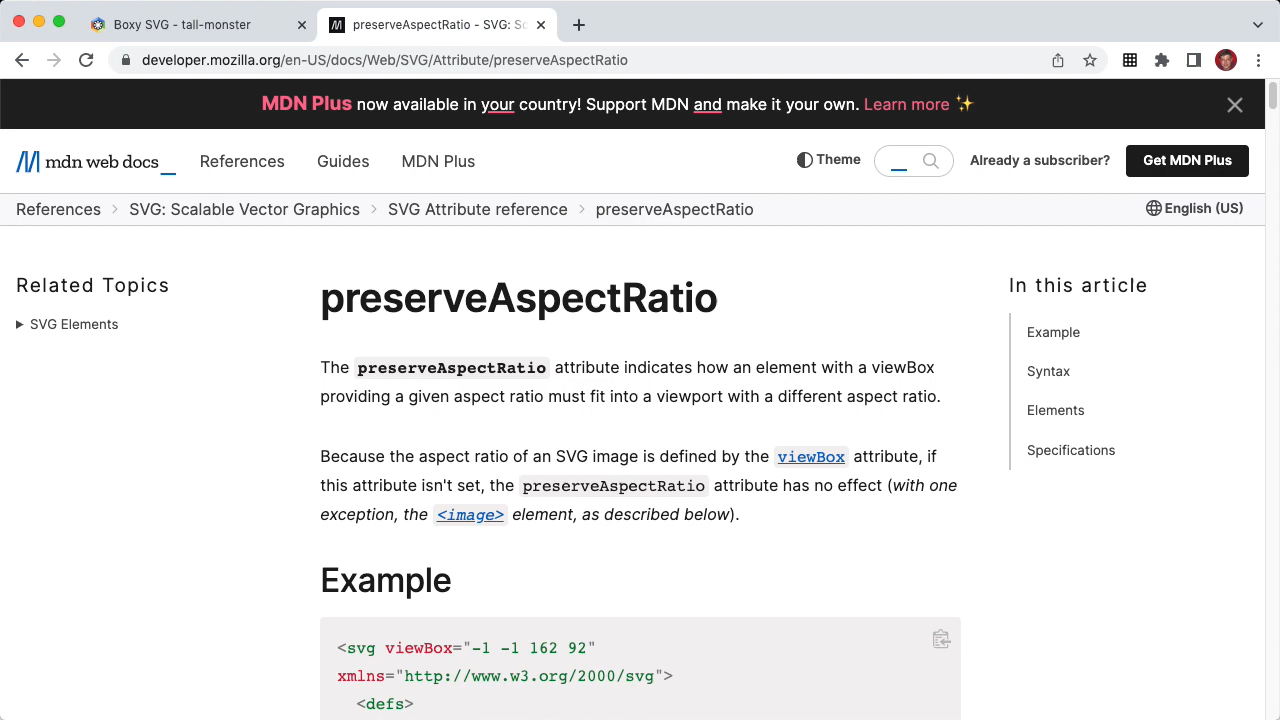 Boxy SVG - tall-monster
preserveAspectRatio - SVG: Sc
developer.mozilla.org/en-US/docs/Web/SVG/Attribute/preserveAspectRatio
MDN Plus now available in your country! Support MDN and make it your own. Learn more ✨
mdn web docs_
References
Guides
MDN Plus
Theme
Already a subscriber?
Get MDN Plus
References > SVG: Scalable Vector Graphics > SVG Attribute reference > preserveAspectRatio
English (US)
Related Topics
SVG Elements
preserveAspectRatio
The preserveAspectRatio attribute indicates how an element with a viewBox
providing a given aspect ratio must fit into a viewport with a different aspect ratio.
Because the aspect ratio of an SVG image is defined by the viewBox attribute, if
this attribute isn't set, the preserveAspectRatio attribute has no effect (with one
exception, the <image> element, as described below).
Example
<svg viewBox="-1 -1 162 92"
xmlns="http://www.w3.org/2000/svg">
<defs>
In this article
Example
Syntax
Elements
Specifications